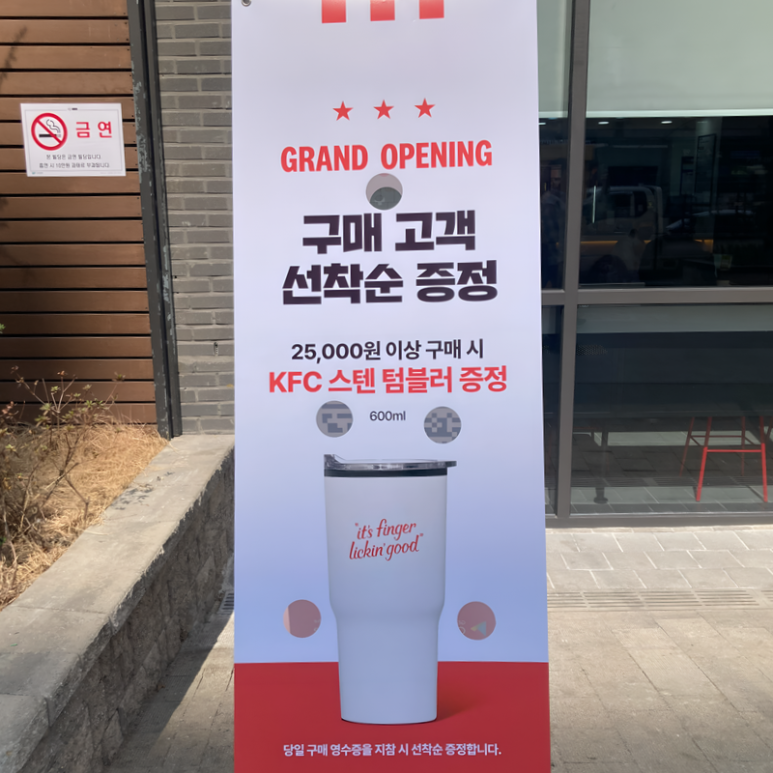 금연
GRAND OPENING
구매 고객
선착순 증정
25,000원 이상 구매 시
KFC 스텐 텀블러 증정
600ml
"it's finger
lickin' good"
당일 구매 영수증을 지참 시 선착순 증정합니다.